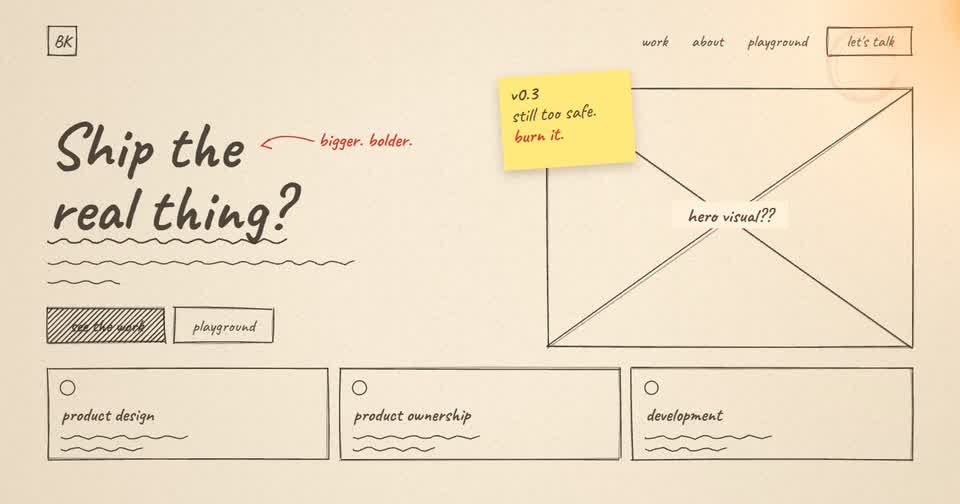 BK
work
about
playground
let's talk
v0.3
still too safe.
burn it.
Ship the
real thing?
bigger. bolder.
hero visual??
see the work
playground
product design
product ownership
development